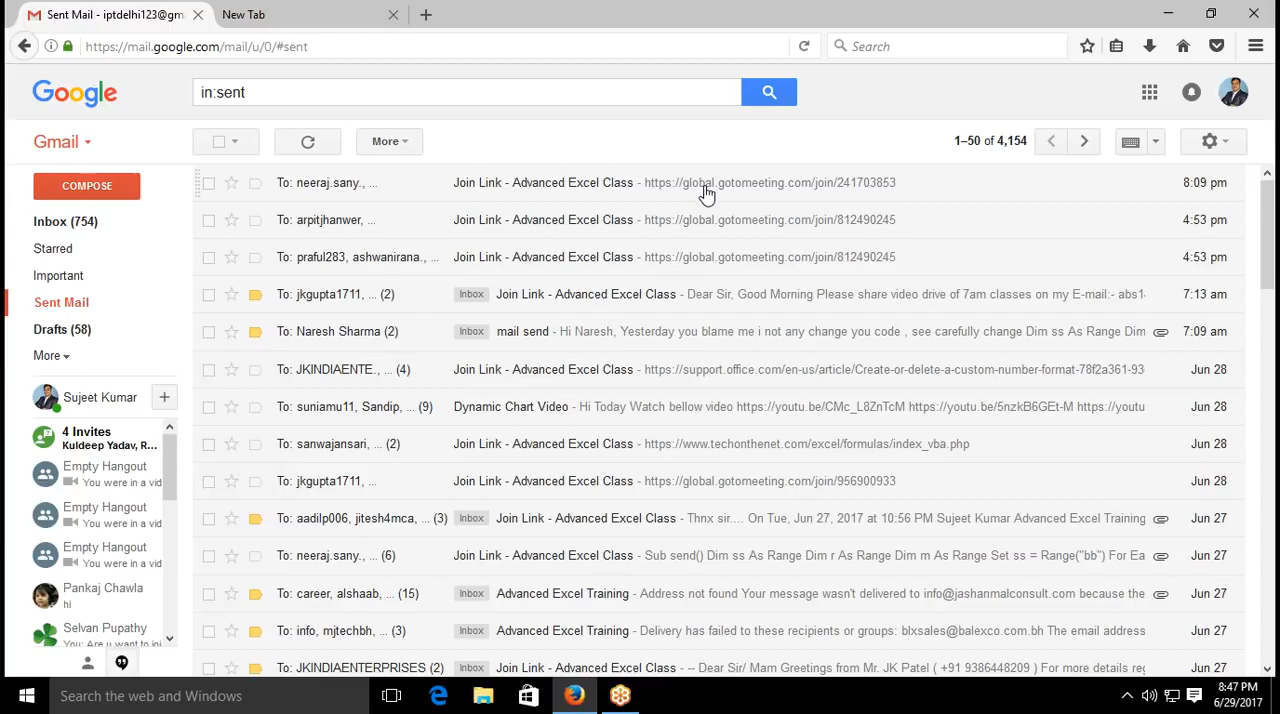 Sent Mail - iptdelhi123@gm
New Tab
https://mail.google.com/mail/u/0/#sent
Search
Google
in:sent
Gmail
More
1–50 of 4,154
COMPOSE
Inbox (754)
Starred
Important
Sent Mail
Drafts (58)
More
Sujeet Kumar
4 Invites
Kuldeep Yadav, R...
Empty Hangout
You were in a vid
Empty Hangout
You were in a vid
Empty Hangout
You were in a vid
Pankaj Chawla
hi
Selvan Pupathy
You: Are u want to joi
To: neeraj.sany., ... Join Link - Advanced Excel Class - https://global.gotomeeting.com/join/241703853 8:09 pm
To: arpitjhanwer, ... Join Link - Advanced Excel Class - https://global.gotomeeting.com/join/812490245 4:53 pm
To: praful283, ashwanirana., ... Join Link - Advanced Excel Class - https://global.gotomeeting.com/join/812490245 4:53 pm
To: jkgupta1711, ... (2) Inbox Join Link - Advanced Excel Class - Dear Sir, Good Morning Please share video drive of 7am classes on my E-mail:- abs1 7:13 am
To: Naresh Sharma (2) Inbox mail send - Hi Naresh, Yesterday you blame me i not any change you code , see carefully change Dim ss As Range Dim 7:09 am
To: JKINDIAENTE., ... (4) Join Link - Advanced Excel Class - https://support.office.com/en-us/article/Create-or-delete-a-custom-number-format-78f2a361-93 Jun 28
To: suniamu11, Sandip, ... (9) Dynamic Chart Video - Hi Today Watch bellow video https://youtu.be/CMc_L8ZnTcM https://youtu.be/5nzkB6GEt-M https://youtu Jun 28
To: sanwajansari, ... (2) Join Link - Advanced Excel Class - https://www.techonthenet.com/excel/formulas/index_vba.php Jun 28
To: jkgupta1711, ... Join Link - Advanced Excel Class - https://global.gotomeeting.com/join/956900933 Jun 28
To: aadilp006, jitesh4mca, ... (3) Inbox Join Link - Advanced Excel Class - Thnx sir.... On Tue, Jun 27, 2017 at 10:56 PM Sujeet Kumar Advanced Excel Training Jun 27
To: neeraj.sany., ... (6) Join Link - Advanced Excel Class - Sub send() Dim ss As Range Dim r As Range Dim m As Range Set ss = Range("bb") For Ea Jun 27
To: career, alshaab, ... (15) Inbox Advanced Excel Training - Address not found Your message wasn't delivered to info@jashanmalconsult.com because the Jun 27
To: info, mjtechbh, ... (3) Inbox Advanced Excel Training - Delivery has failed to these recipients or groups: blxsales@balexco.com.bh The email address Jun 27
To: JKINDIAENTERPRISES (2) Inbox Join Link - Advanced Excel Class - -- Dear Sir/ Mam Greetings from Mr. JK Patel ( +91 9386448209 ) For more details reg Jun 27
Search the web and Windows
8:47 PM
6/29/2017